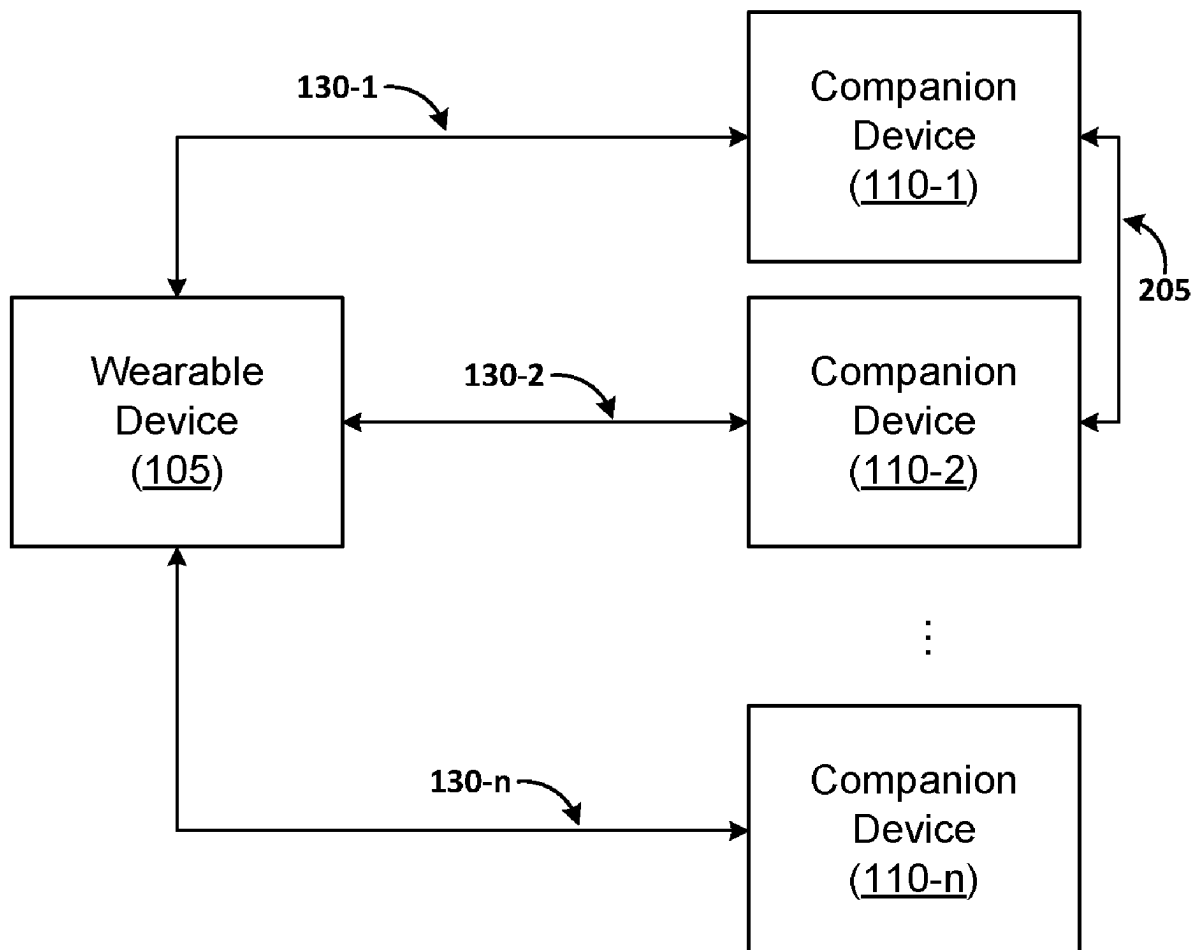 130-1
Companion
Device
(110-1)
205
Wearable
Device
(105)
130-2
Companion
Device
(110-2)
⋮
130-n
Companion
Device
(110-n)